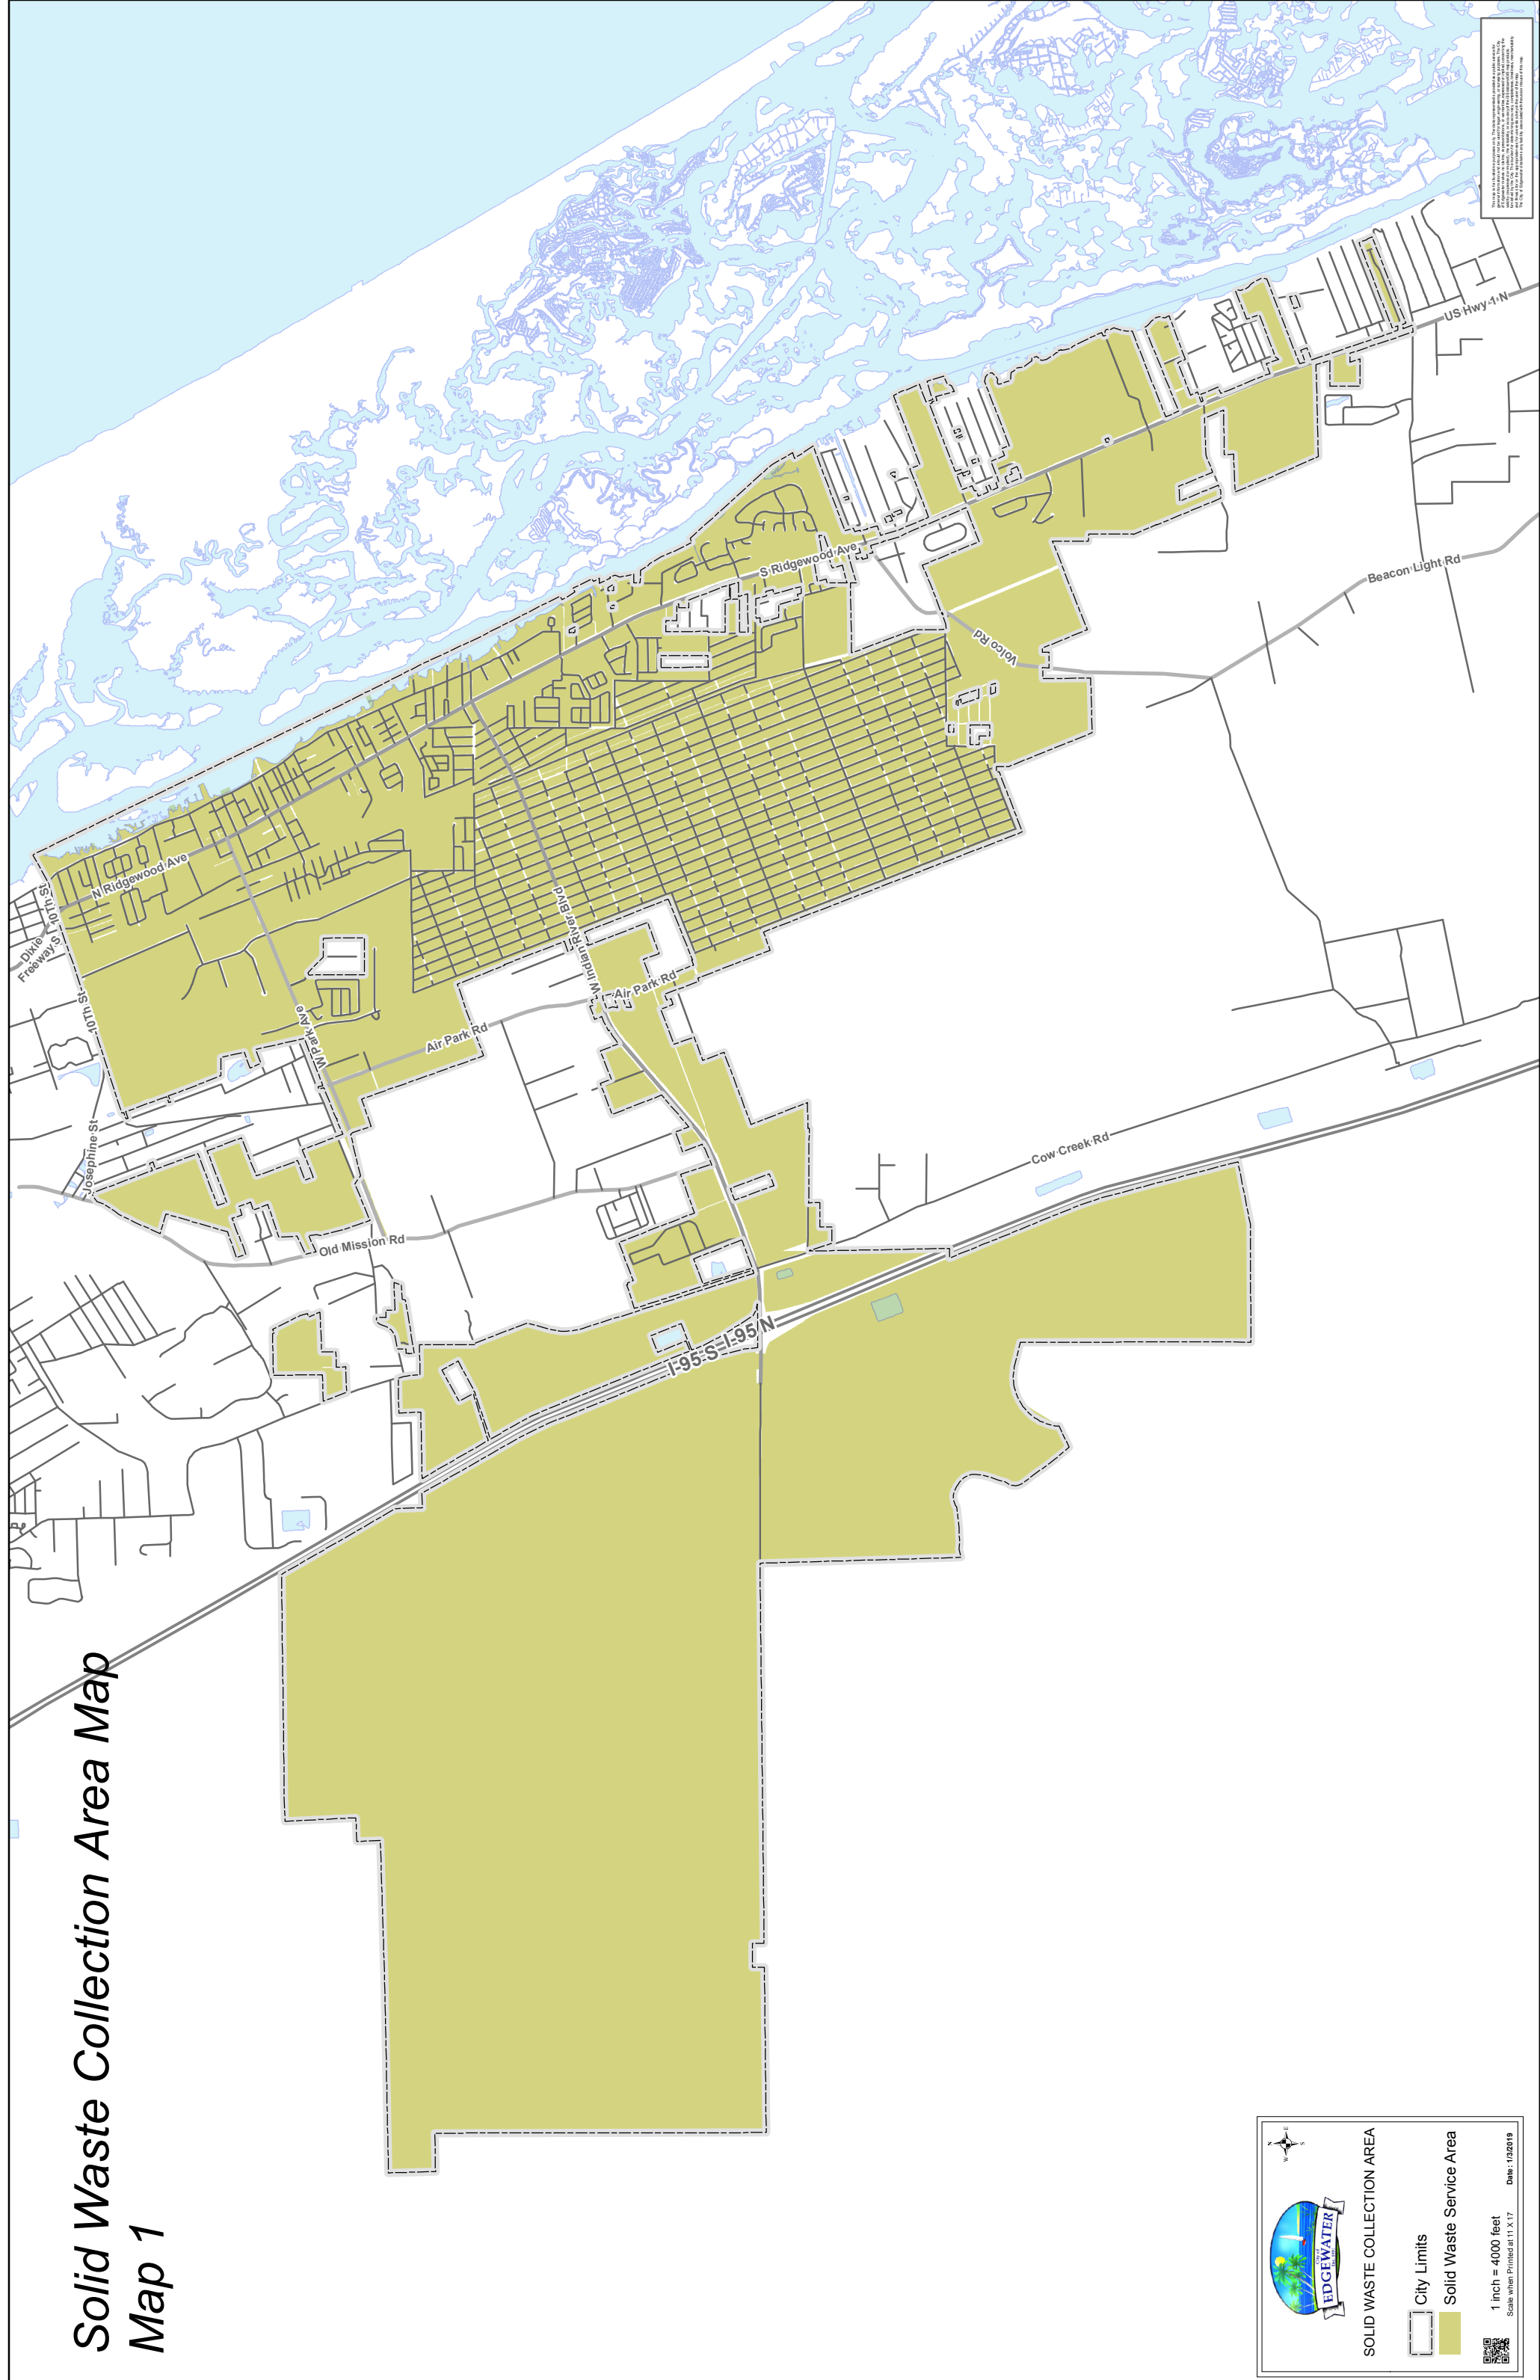 Solid Waste Collection Area Map
Map 1
Dixie
Freeway S
10Th St
N Ridgewood Ave
10Th St
Josephine St
W Park Ave
Air Park Rd
Old Mission Rd
W Indian River Blvd
Air Park Rd
S Ridgewood Ave
I-95 S
I-95 N
Volco Rd
Cow Creek Rd
Beacon Light Rd
US Hwy 1 N
City of
EDGEWATER
N
W
E
S
SOLID WASTE COLLECTION AREA
City Limits
Solid Waste Service Area
1 inch = 4000 feet
Scale when Printed at 11 X 17
Date: 1/3/2019